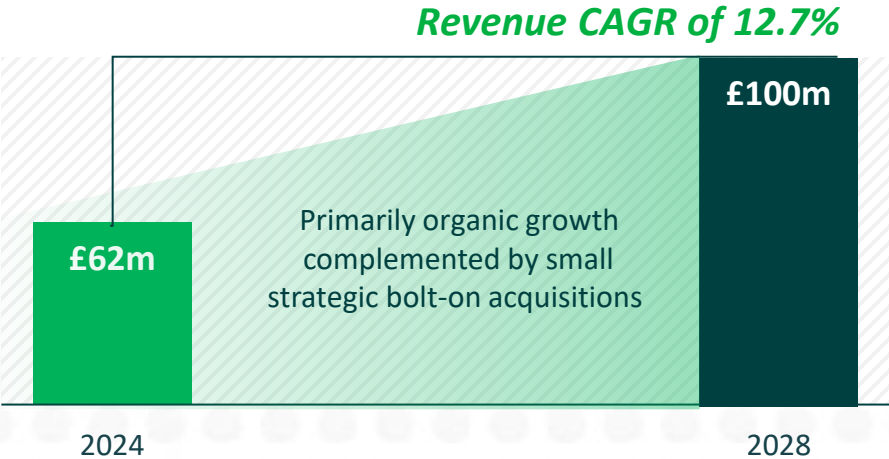 Revenue CAGR of 12.7%
£100m
£62m
Primarily organic growth
complemented by small
strategic bolt-on acquisitions
2024
2028